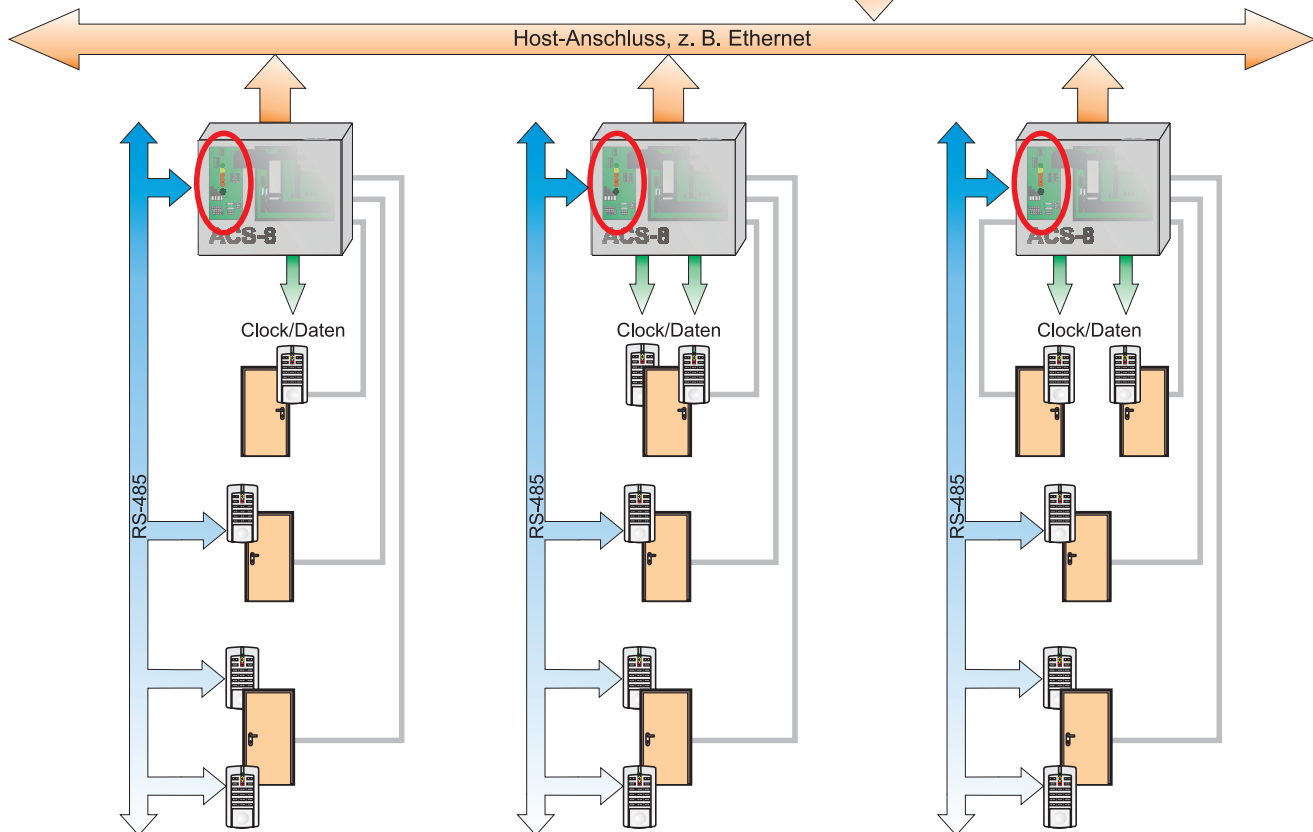 Host-Anschluss, z. B. Ethernet
ACS-8
ACS-8
ACS-8
Clock/Daten
Clock/Daten
Clock/Daten
RS-485
RS-485
RS-485